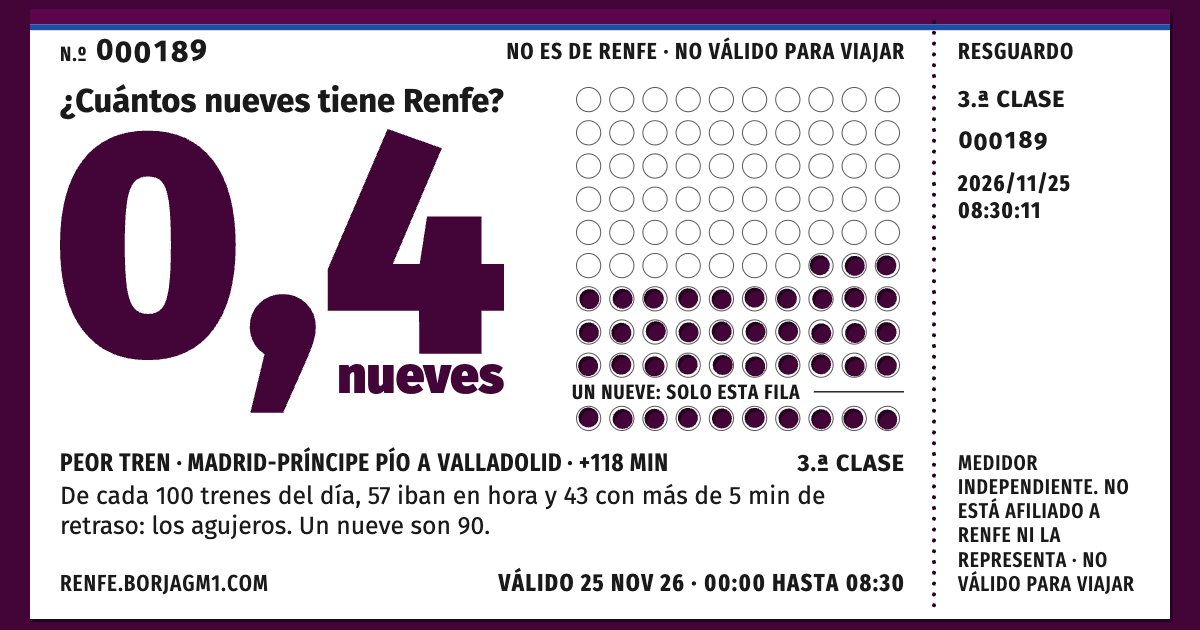 N.º 000189
NO ES DE RENFE · NO VÁLIDO PARA VIAJAR
¿Cuántos nueves tiene Renfe?
0,4
nueves
UN NUEVE: SOLO ESTA FILA
PEOR TREN · MADRID-PRÍNCIPE PÍO A VALLADOLID · +118 MIN
3.ª CLASE
De cada 100 trenes del día, 57 iban en hora y 43 con más de 5 min de
retraso: los agujeros. Un nueve son 90.
RENFE.BORJAGM1.COM
VÁLIDO 25 NOV 26 · 00:00 HASTA 08:30
RESGUARDO
3.ª CLASE
000189
2026/11/25
08:30:11
MEDIDOR
INDEPENDIENTE. NO
ESTÁ AFILIADO A
RENFE NI LA
REPRESENTA · NO
VÁLIDO PARA VIAJAR